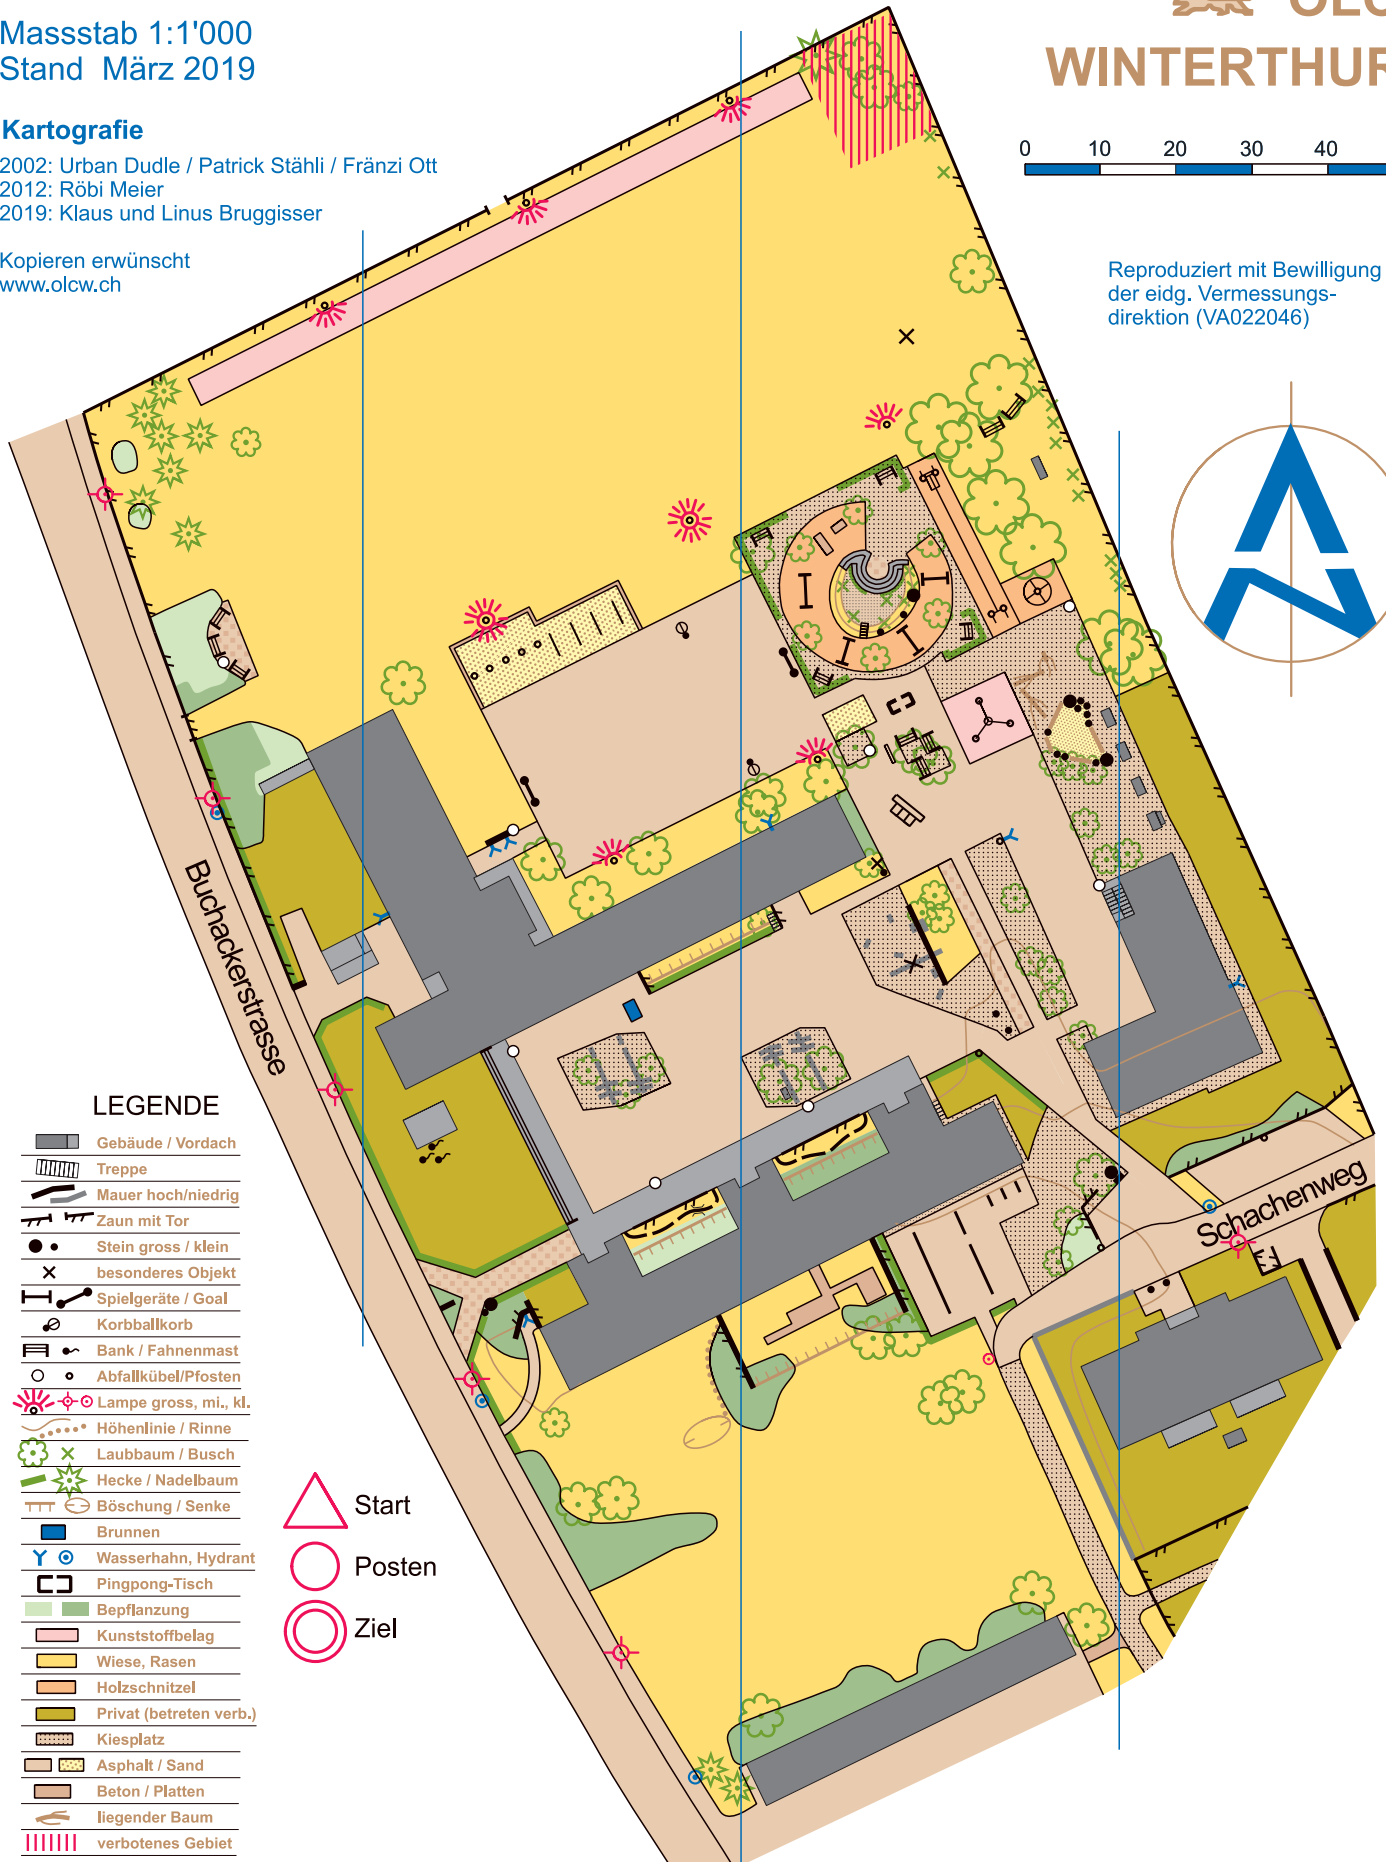 Massstab 1:1'000
Stand März 2019
Kartografie
2002: Urban Dudle / Patrick Stähli / Fränzi Ott
2012: Röbi Meier
2019: Klaus und Linus Bruggisser
Kopieren erwünscht
www.olcw.ch
WINTERTHUR
0 10 20 30 40
Reproduziert mit Bewilligung
der eidg. Vermessungs-
direktion (VA022046)
Buchackerstrasse
Schachenweg
LEGENDE
Gebäude / Vordach
Treppe
Mauer hoch/niedrig
Zaun mit Tor
Stein gross / klein
besonderes Objekt
Spielgeräte / Goal
Korbballkorb
Bank / Fahnenmast
Abfallkübel/Pfosten
Lampe gross, mi., kl.
Höhenlinie / Rinne
Laubbaum / Busch
Hecke / Nadelbaum
Böschung / Senke
Brunnen
Wasserhahn, Hydrant
Pingpong-Tisch
Bepflanzung
Kunststoffbelag
Wiese, Rasen
Holzschnitzel
Privat (betreten verb.)
Kiesplatz
Asphalt / Sand
Beton / Platten
liegender Baum
verbotenes Gebiet
Start
Posten
Ziel